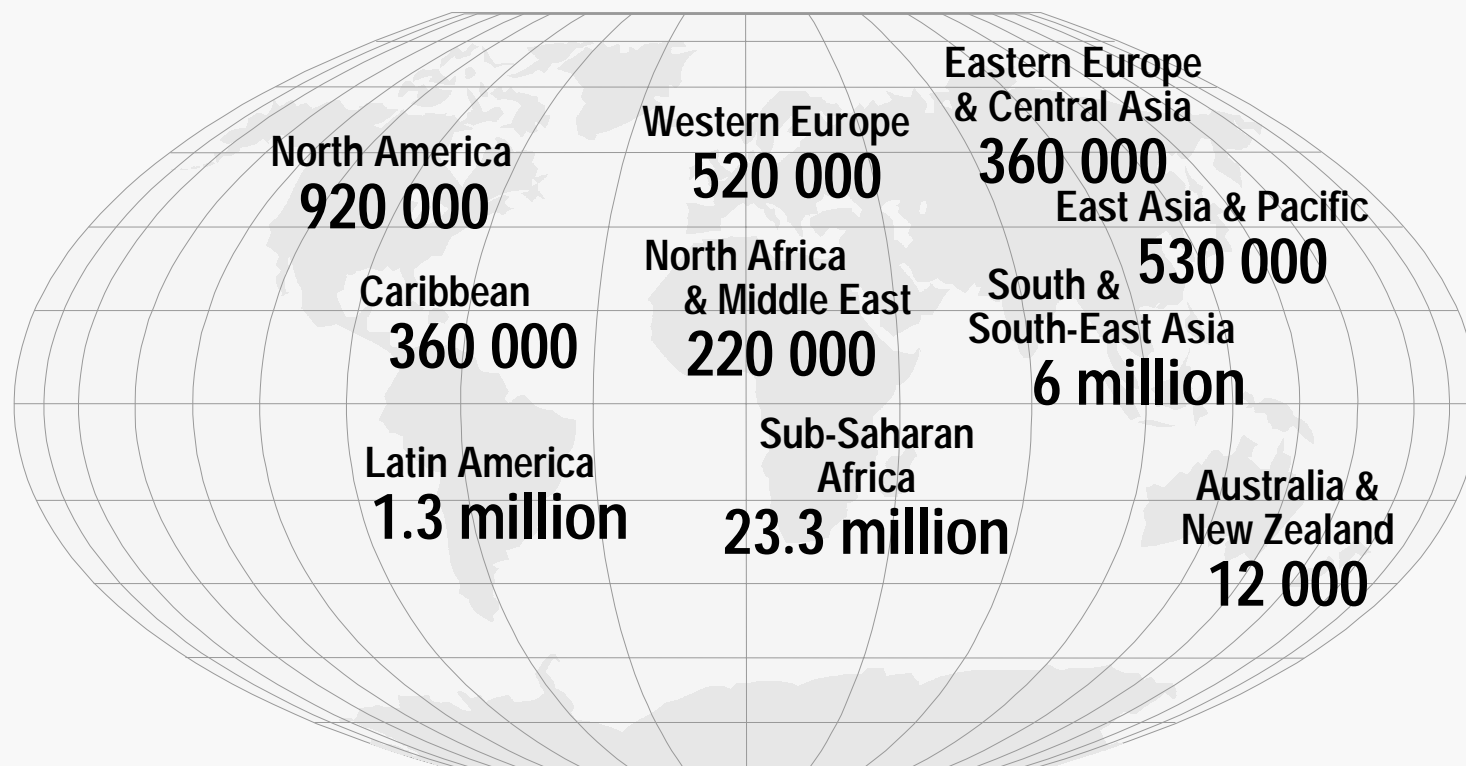 Eastern Europe
& Central Asia
360 000
Western Europe
520 000
North America
920 000
East Asia & Pacific
530 000
North Africa
& Middle East
220 000
South &
South-East Asia
6 million
Caribbean
360 000
Sub-Saharan
Africa
23.3 million
Latin America
1.3 million
Australia &
New Zealand
12 000